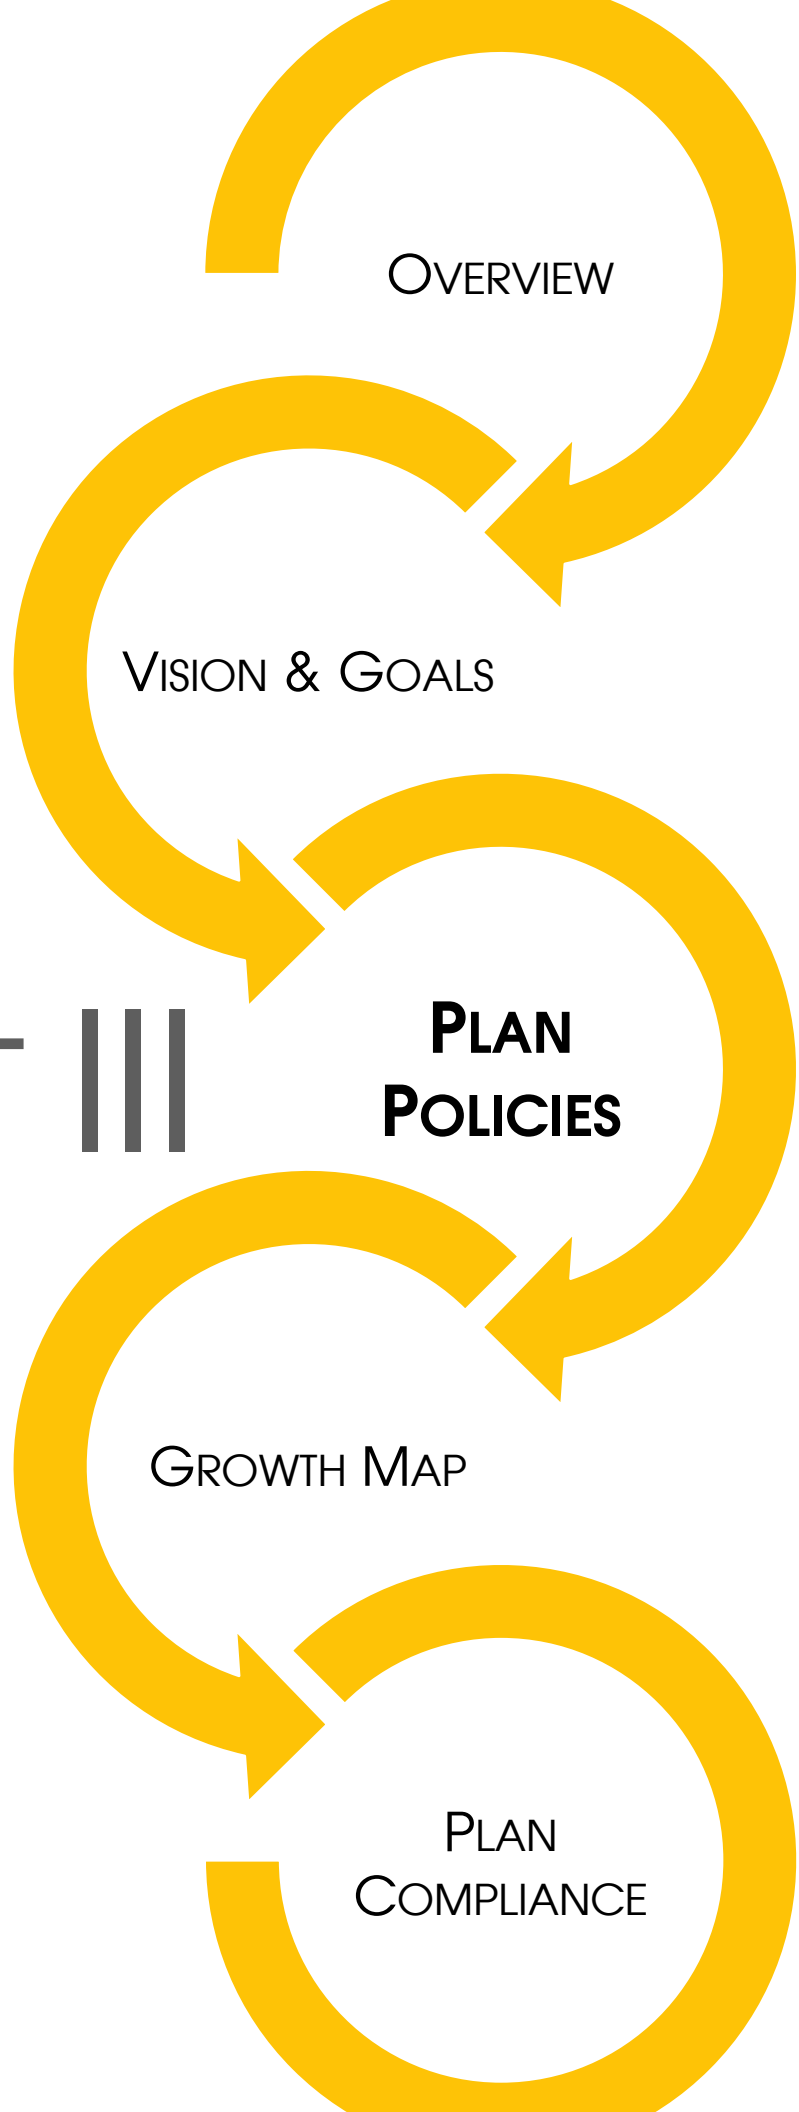 OVERVIEW
VISION & GOALS
III
PLAN
POLICIES
GROWTH MAP
PLAN
COMPLIANCE